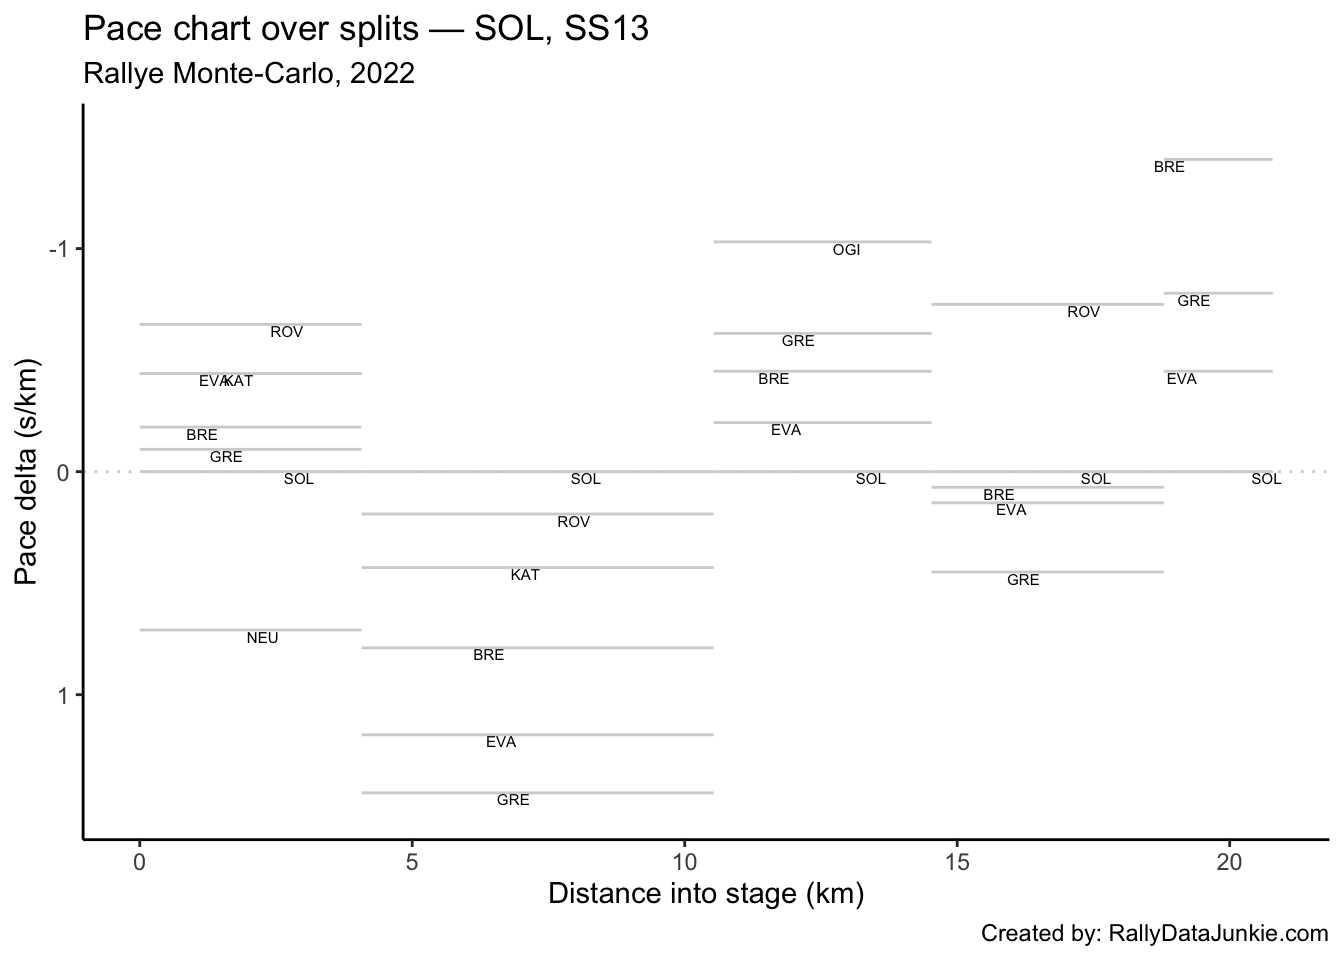 Pace chart over splits — SOL, SS13
Rallye Monte-Carlo, 2022
BRE
-1
OGI
GRE
ROV
ROV
GRE
EVA
KAT
BRE
EVA
BRE
EVA
GRE
0
SOL
SOL
SOL
SOL
SOL
BRE
EVA
ROV
KAT
GRE
NEU
BRE
1
EVA
GRE
Pace delta (s/km)
0
5
10
15
20
Distance into stage (km)
Created by: RallyDataJunkie.com